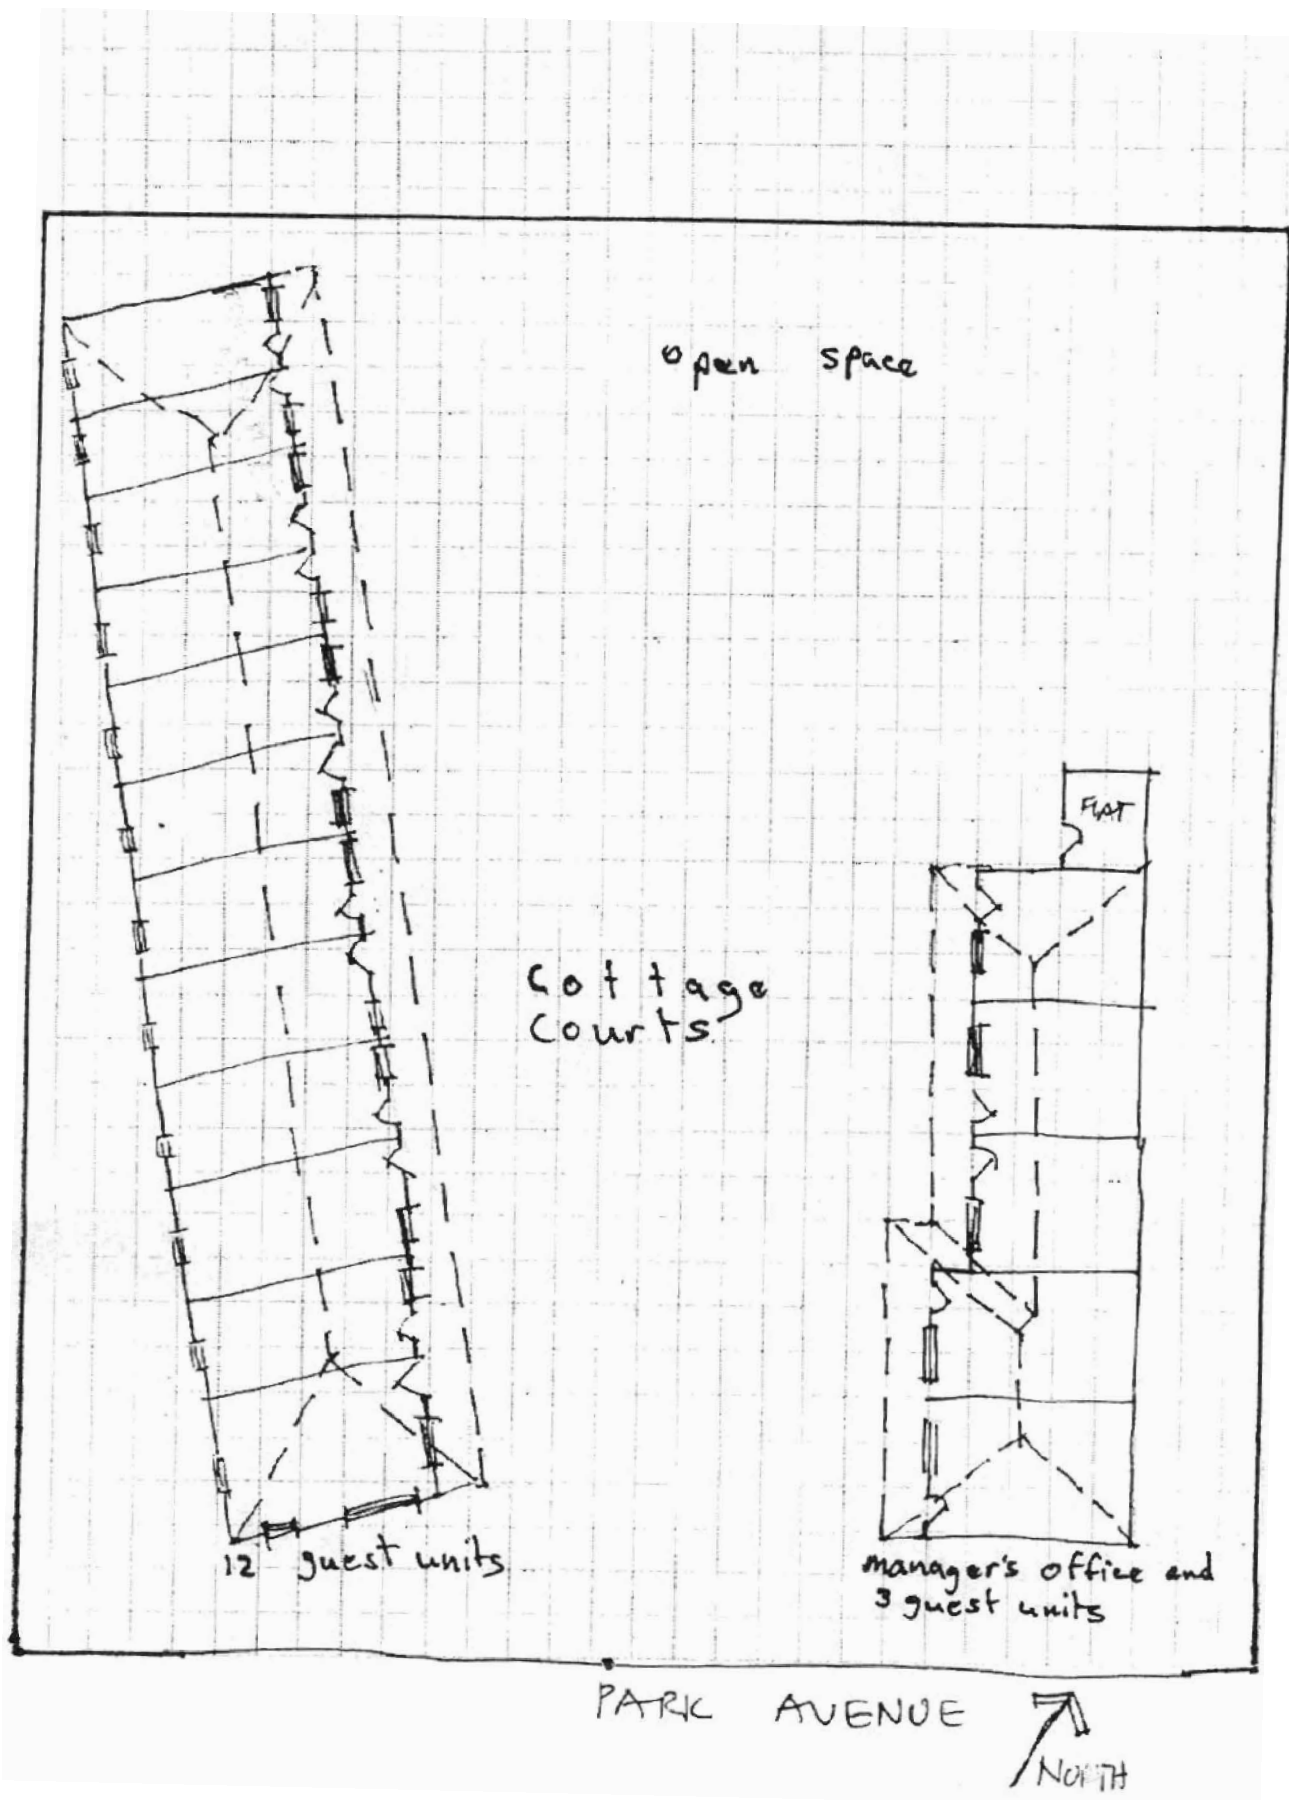 open space
FLAT
Cottage
Courts
12 guest units
manager's office and
3 guest units
PARK AVENUE
NORTH